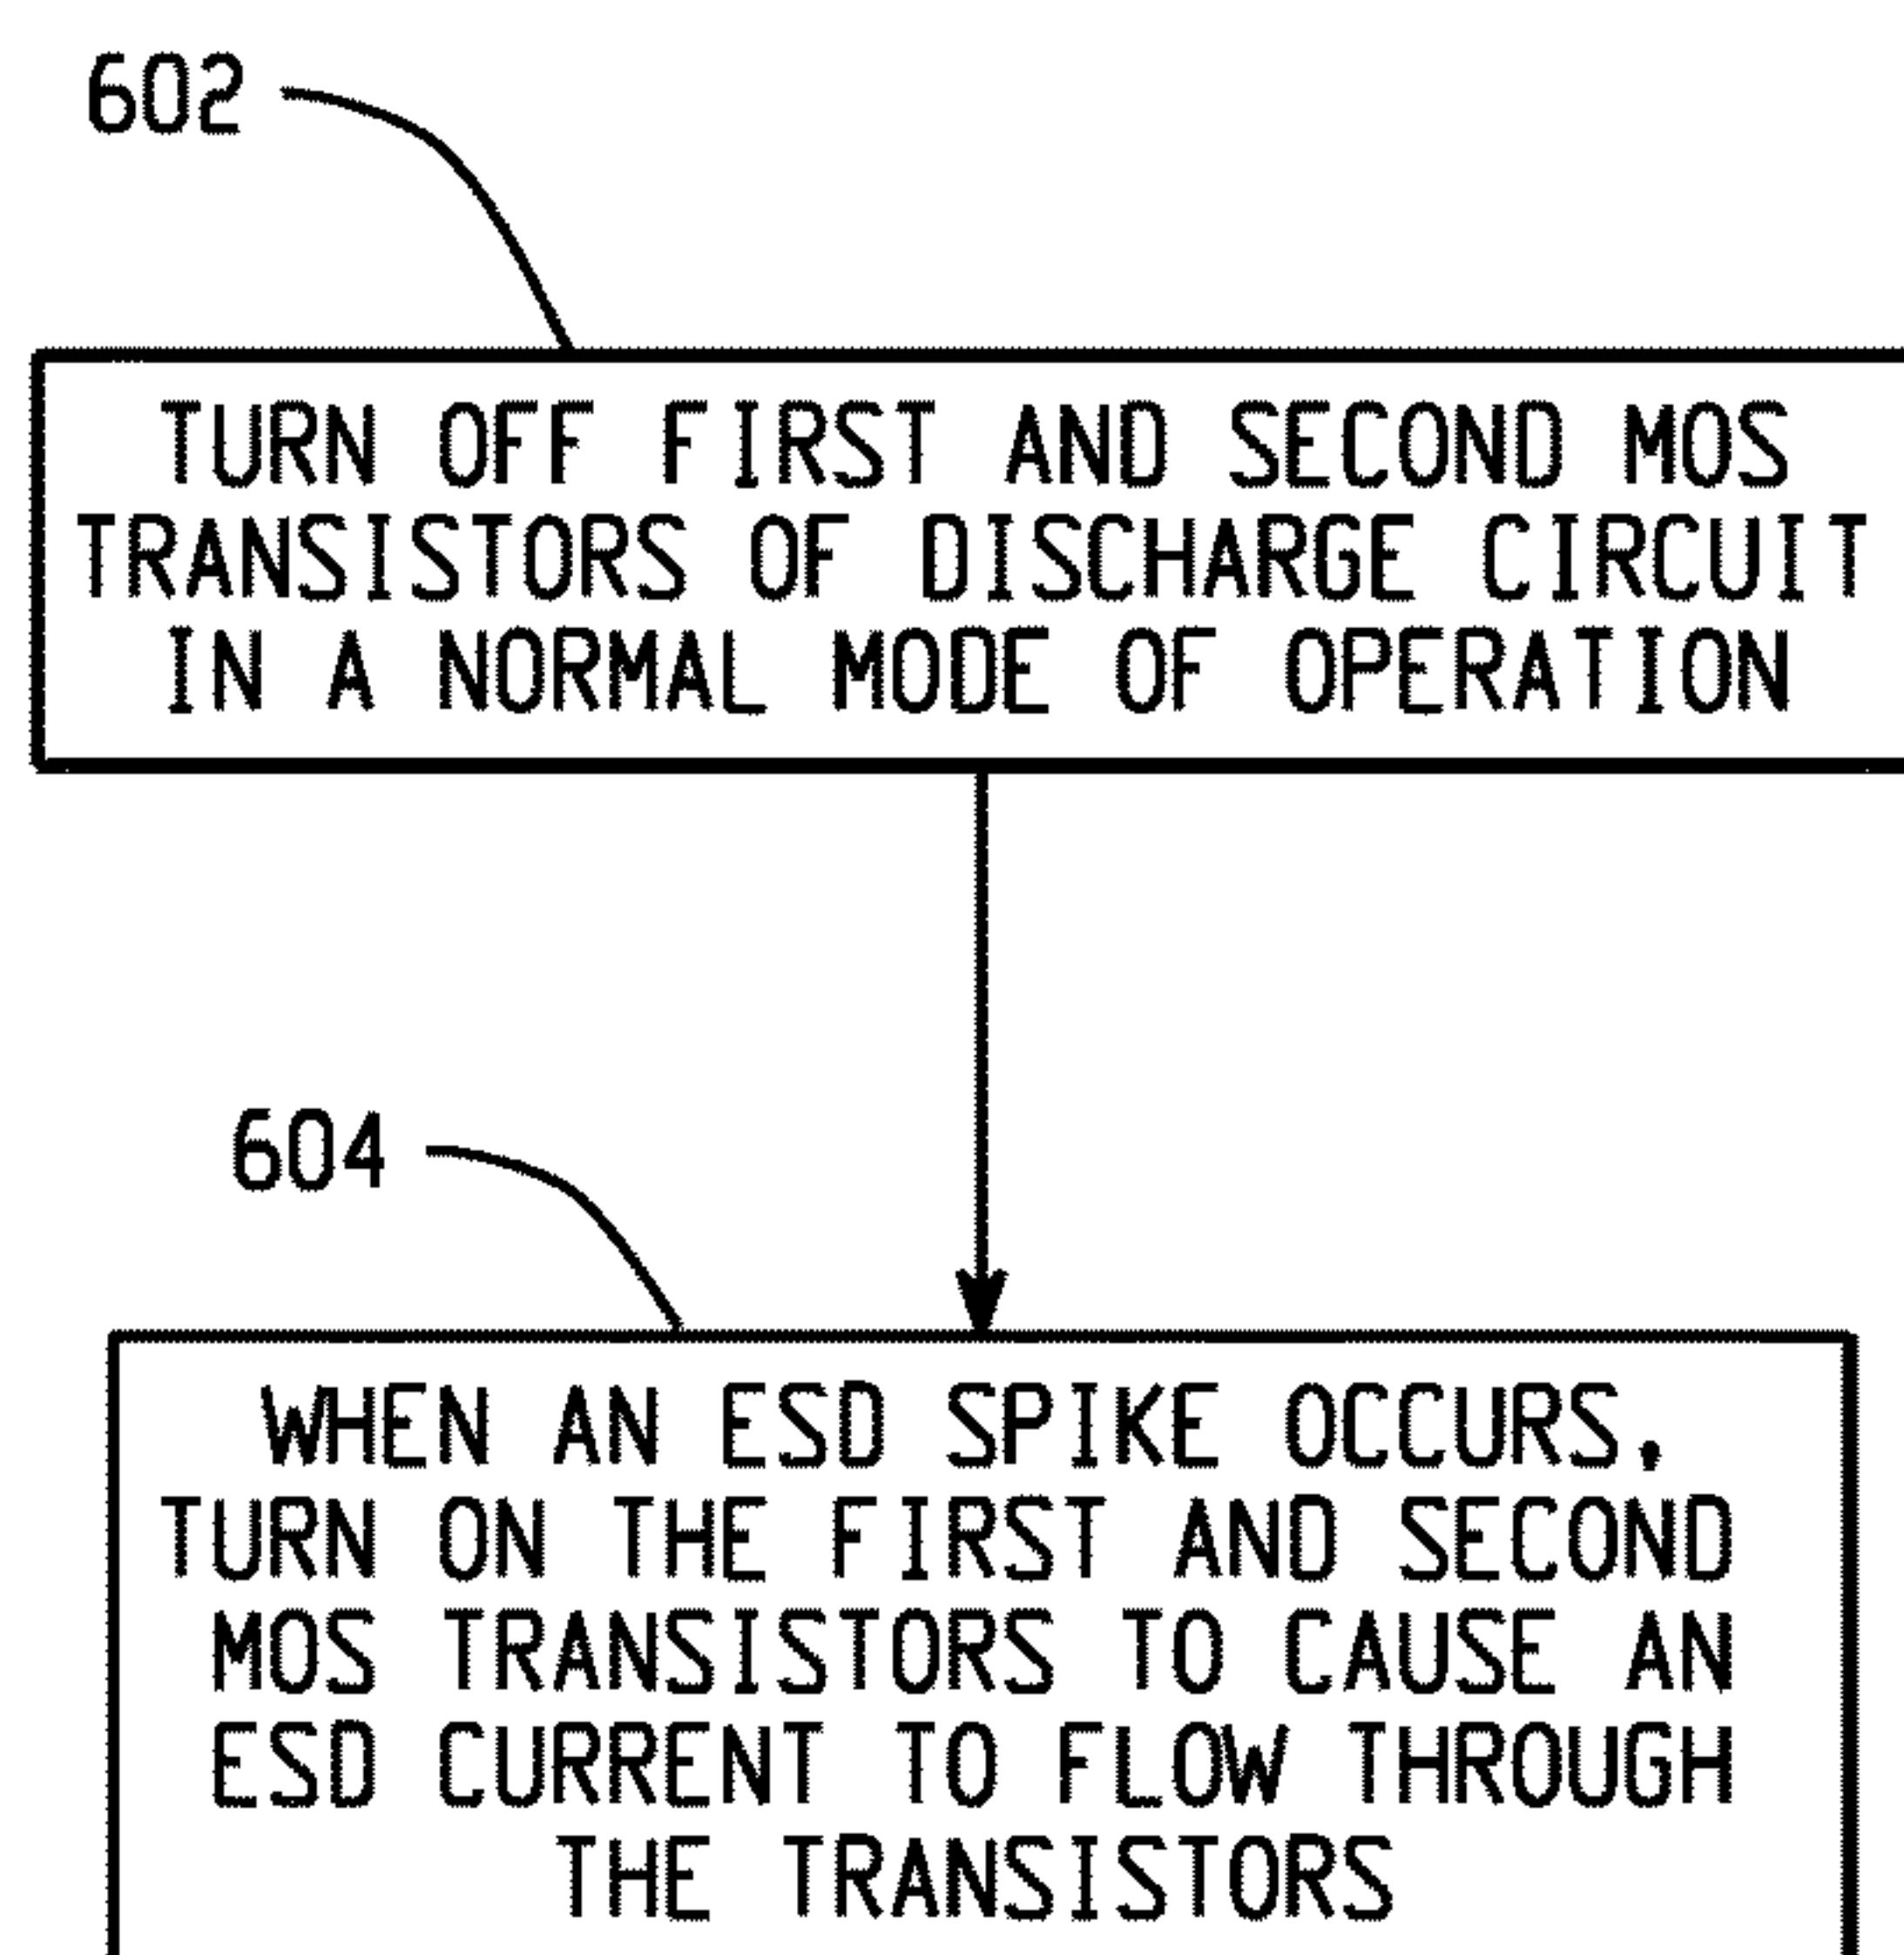 602
TURN OFF FIRST AND SECOND MOS
TRANSISTORS OF DISCHARGE CIRCUIT
IN A NORMAL MODE OF OPERATION
604
WHEN AN ESD SPIKE OCCURS,
TURN ON THE FIRST AND SECOND
MOS TRANSISTORS TO CAUSE AN
ESD CURRENT TO FLOW THROUGH
THE TRANSISTORS